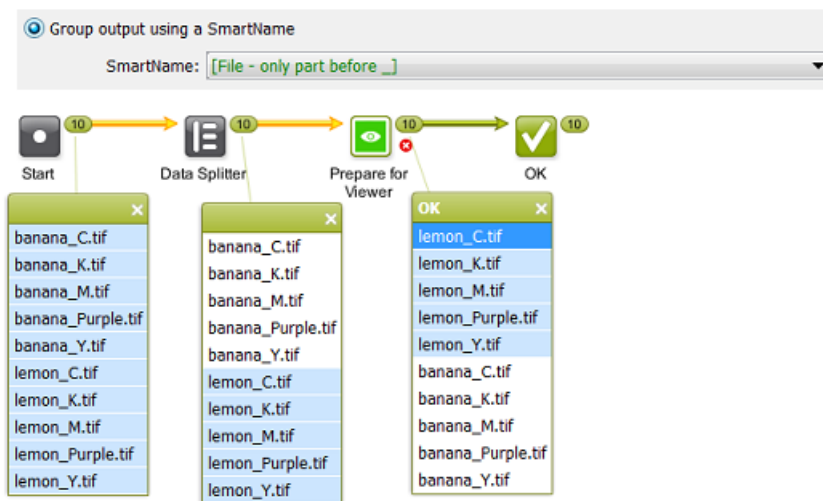 Group output using a SmartName
SmartName: [File - only part before _]
10
10
10
10
Start
Data Splitter
Prepare for
Viewer
OK
banana_C.tif
banana_K.tif
banana_M.tif
banana_Purple.tif
banana_Y.tif
lemon_C.tif
lemon_K.tif
lemon_M.tif
lemon_Purple.tif
lemon_Y.tif
banana_C.tif
banana_K.tif
banana_M.tif
banana_Purple.tif
banana_Y.tif
lemon_C.tif
lemon_K.tif
lemon_M.tif
lemon_Purple.tif
lemon_Y.tif
OK
lemon_C.tif
lemon_K.tif
lemon_M.tif
lemon_Purple.tif
lemon_Y.tif
banana_C.tif
banana_K.tif
banana_M.tif
banana_Purple.tif
banana_Y.tif